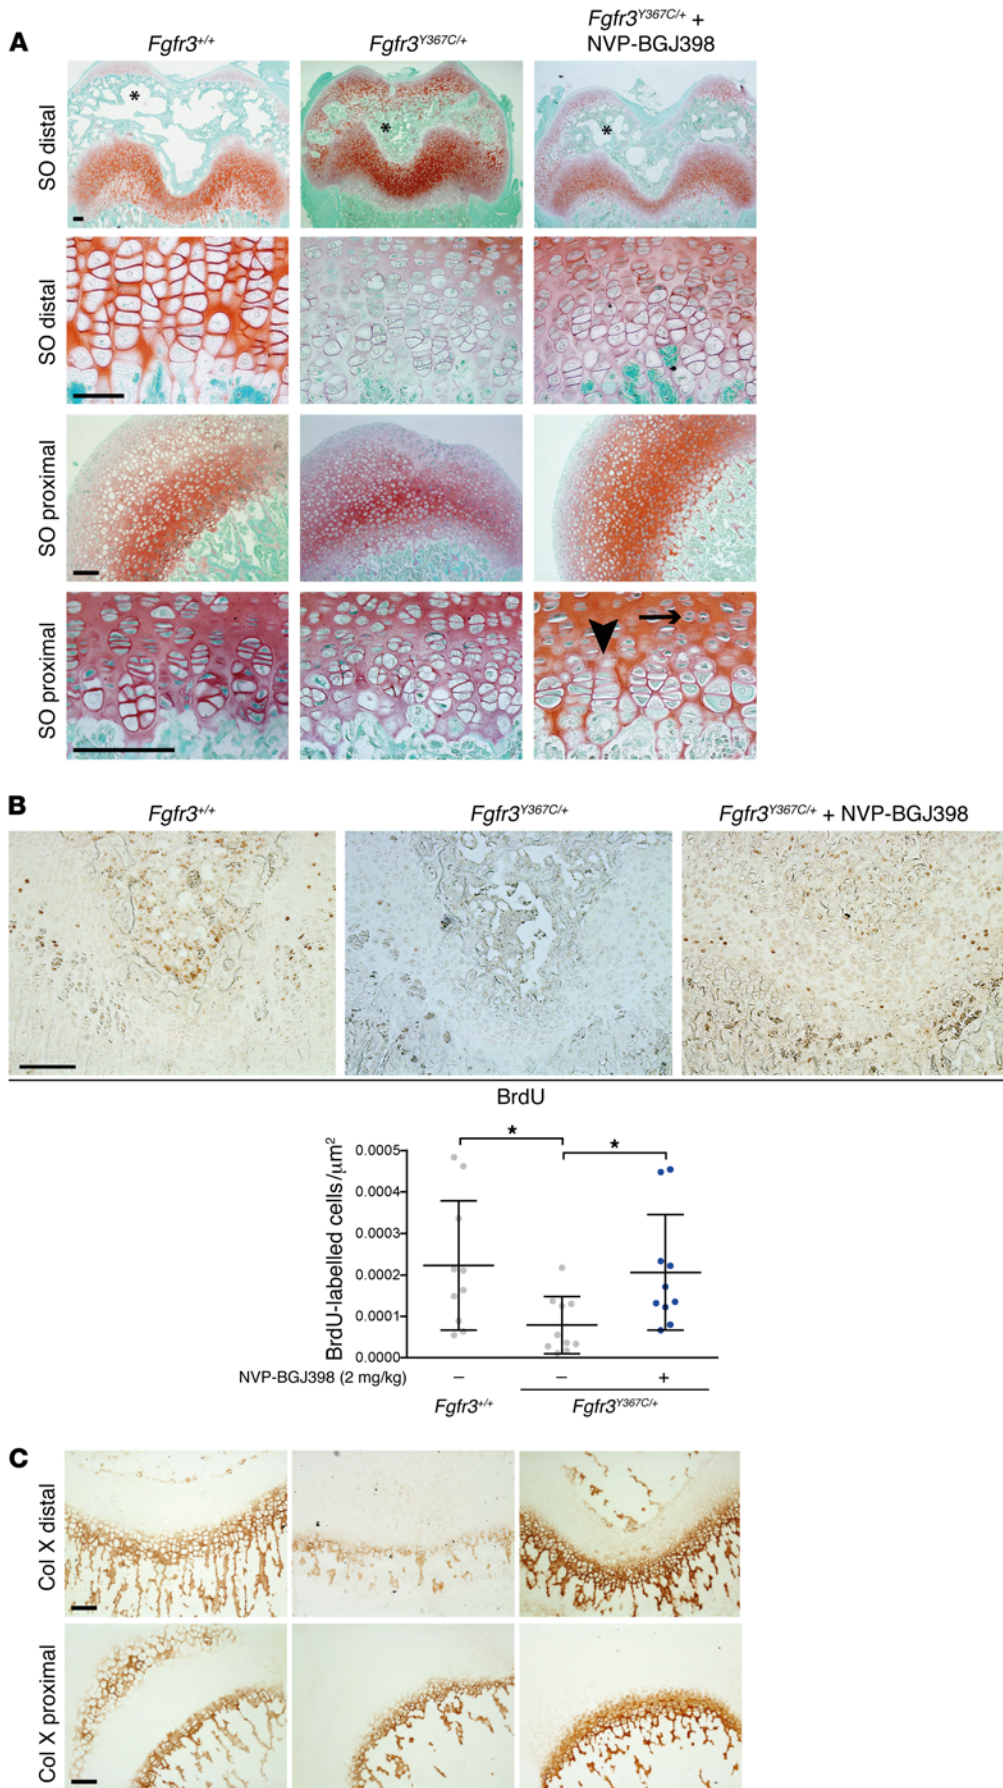 A
Fgfr3+/+
Fgfr3Y367C/+
Fgfr3Y367C/+ +
NVP-BGJ398
SO distal
*
*
*
SO distal
SO proximal
SO proximal
B
Fgfr3+/+
Fgfr3Y367C/+
Fgfr3Y367C/+ + NVP-BGJ398
BrdU
*
*
BrdU-labelled cells/μm²
0.0005
0.0004
0.0003
0.0002
0.0001
0.0000
NVP-BGJ398 (2 mg/kg)
–
–
+
Fgfr3+/+
Fgfr3Y367C/+
C
Col X distal
Col X proximal